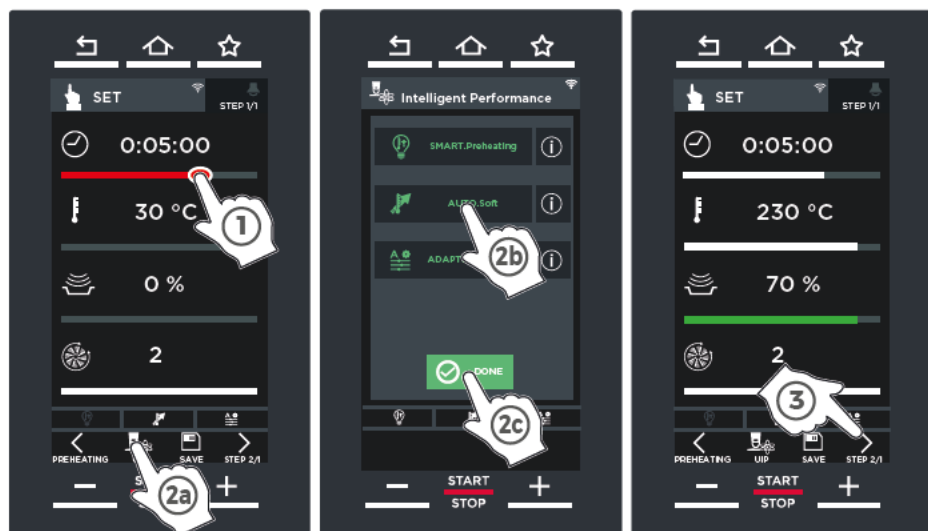 SET
STEP 1/1
0:05:00
1
30 °C
0 %
2
PREHEATING
SAVE
STEP 2/1
2a
− S +
Intelligent Performance
SMART.Preheating i
AUTO.Soft i
2b
ADAPT i
DONE
2c
− START +
STOP
SET
STEP 1/1
0:05:00
230 °C
70 %
2
3
PREHEATING UIP SAVE STEP 2/1
− START +
STOP